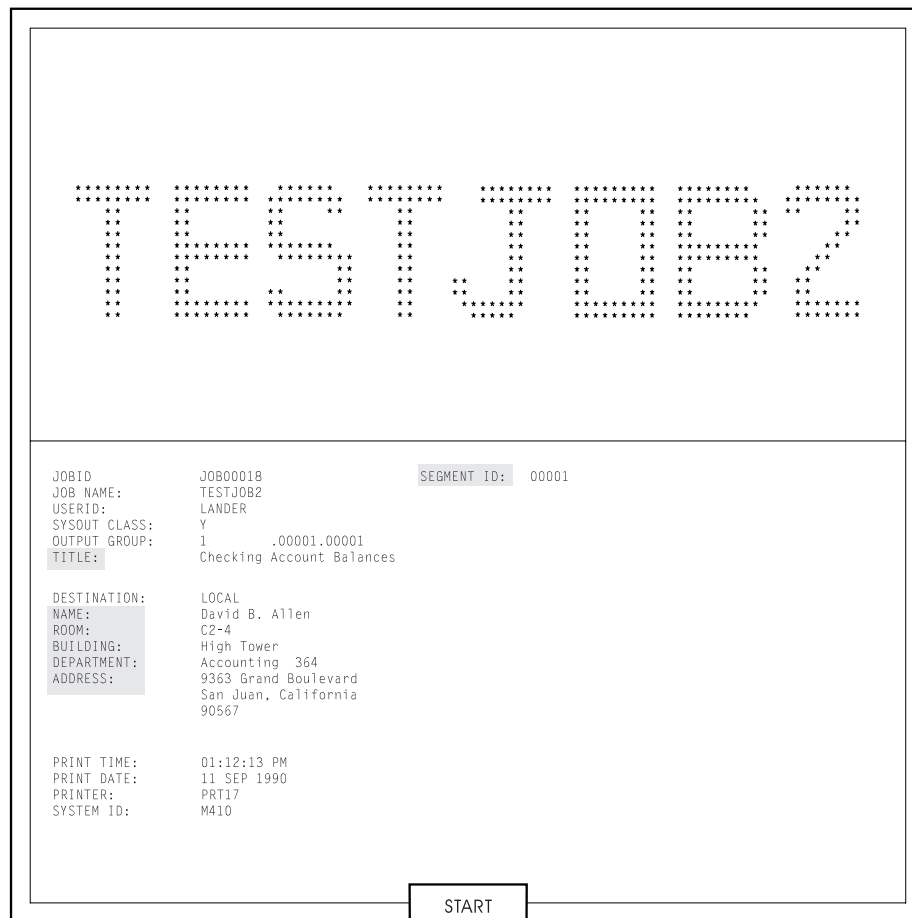 TESTJOB2
JOBID JOB00018 SEGMENT ID: 00001
JOB NAME: TESTJOB2
USERID: LANDER
SYSOUT CLASS: Y
OUTPUT GROUP: 1 .00001.00001
TITLE: Checking Account Balances
DESTINATION: LOCAL
NAME: David B. Allen
ROOM: C2-4
BUILDING: High Tower
DEPARTMENT: Accounting 364
ADDRESS: 9363 Grand Boulevard
San Juan, California
90567
PRINT TIME: 01:12:13 PM
PRINT DATE: 11 SEP 1990
PRINTER: PRT17
SYSTEM ID: M410
START